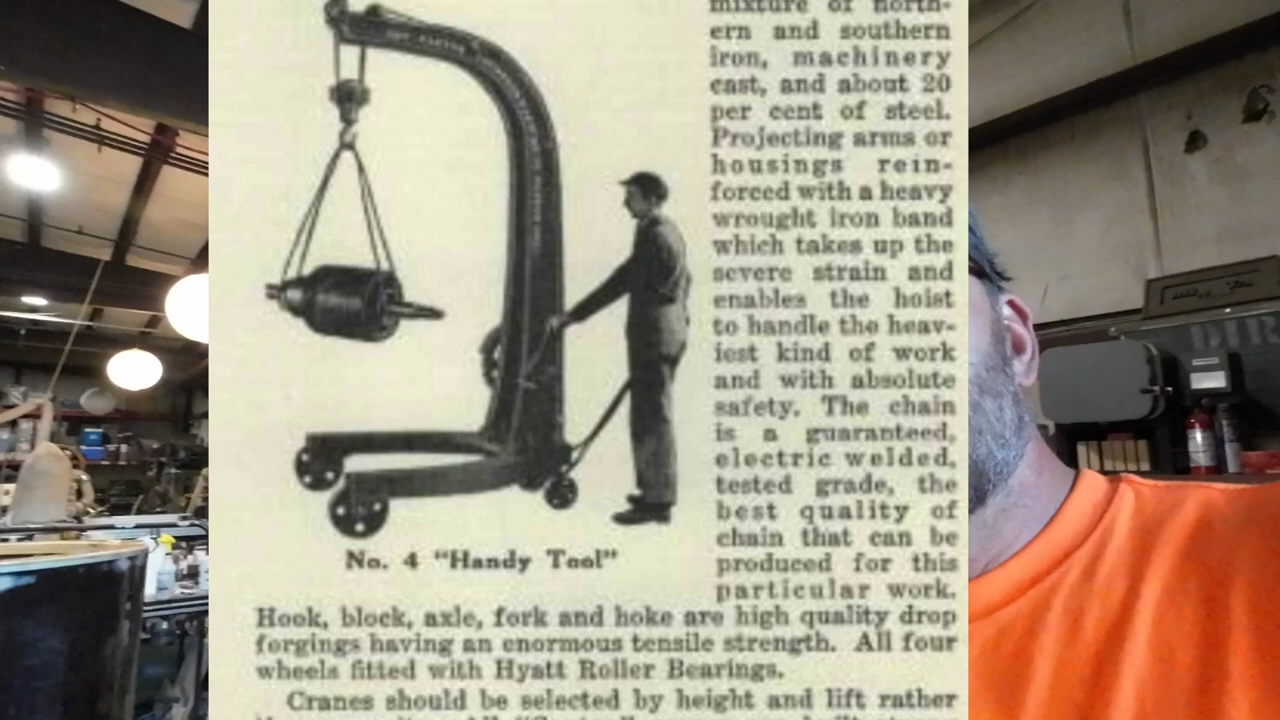 mixture of north-
ern and southern
iron, machinery
cast, and about 20
per cent of steel.
Projecting arms or
housings rein-
forced with a heavy
wrought iron band
which takes up the
severe strain and
enables the hoist
to handle the heav-
iest kind of work
and with absolute
safety. The chain
is a guaranteed,
electric welded,
tested grade, the
best quality of
chain that can be
produced for this
particular work.
No. 4 "Handy Tool"
Hook, block, axle, fork and hoke are high quality drop
forgings having an enormous tensile strength. All four
wheels fitted with Hyatt Roller Bearings.
Cranes should be selected by height and lift rather